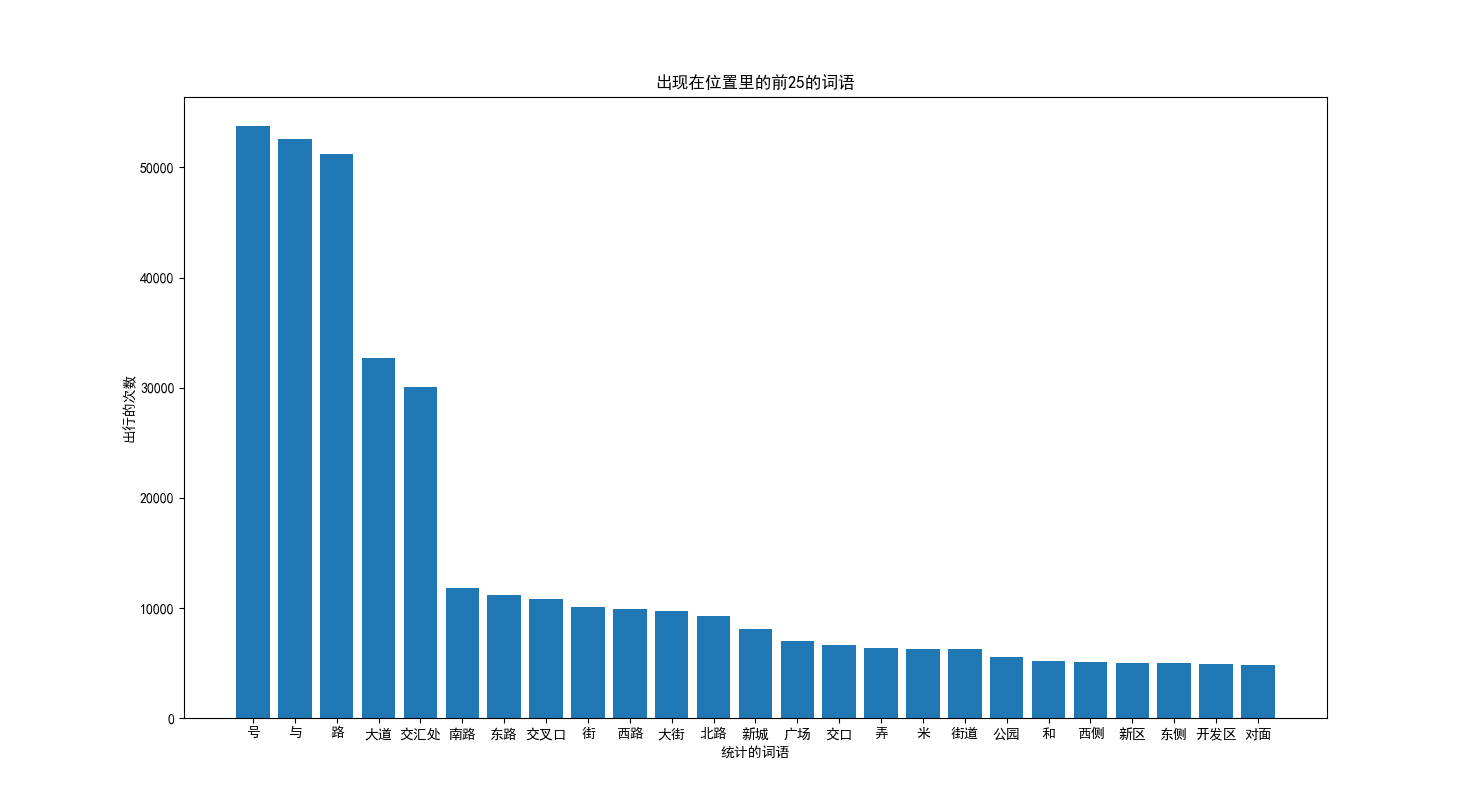 出现在位置里的前25的词语
50000
40000
30000
20000
10000
0
出行的次数
号 与 路 大道 交汇处 南路 东路 交叉口 街 西路 大街 北路 新城 广场 交口 弄 米 街道 公园 和 西侧 新区 东侧 开发区 对面
统计的词语